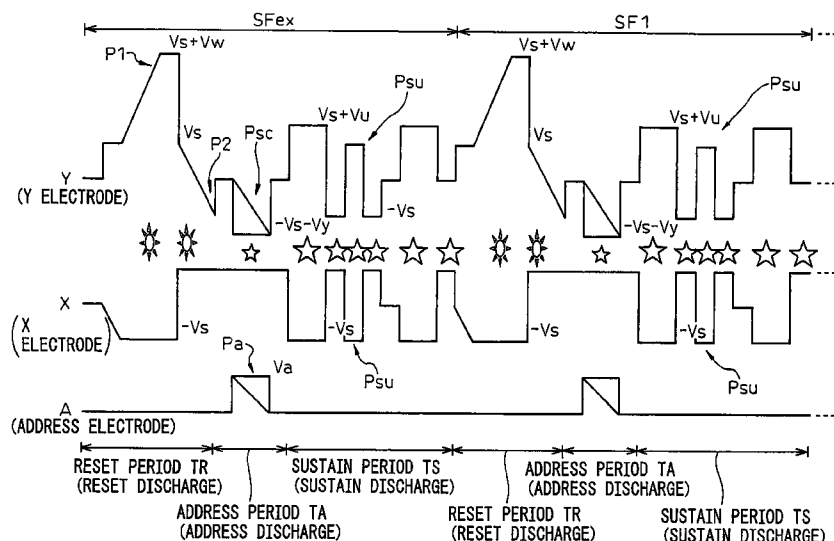 SFex
SF1
Vs+Vw
Vs+Vw
P1
Psu
Psu
Vs+Vu
Vs+Vu
Vs
Vs
P2
Psc
Y
(Y ELECTRODE)
-Vs
-Vs-Vy
-Vs-Vy
X
(X ELECTRODE)
-Vs
-Vs
-Vs
-Vs
Pa
Va
Psu
Psu
A
(ADDRESS ELECTRODE)
RESET PERIOD TR
(RESET DISCHARGE)
SUSTAIN PERIOD TS
(SUSTAIN DISCHARGE)
ADDRESS PERIOD TA
(ADDRESS DISCHARGE)
ADDRESS PERIOD TA
(ADDRESS DISCHARGE)
RESET PERIOD TR
(RESET DISCHARGE)
SUSTAIN PERIOD TS
(SUSTAIN DISCHARGE)